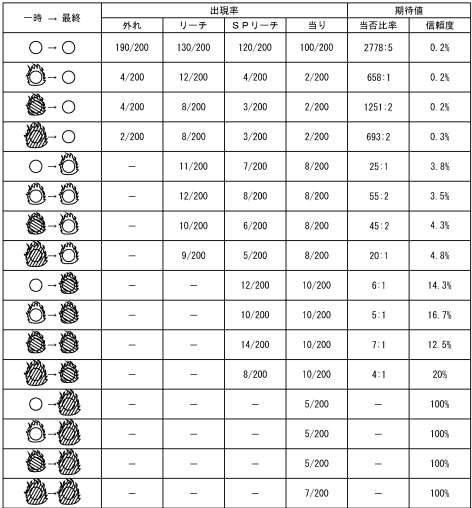 一時 → 最終 出現率 期待値
外れ リーチ ＳＰリーチ 当り 当否比率 信頼度
→ 190/200 130/200 120/200 100/200 2778:5 0.2%
→ 4/200 12/200 4/200 2/200 658:1 0.2%
→ 4/200 8/200 3/200 2/200 1251:2 0.2%
→ 2/200 8/200 3/200 2/200 693:2 0.3%
→ － 11/200 7/200 8/200 25:1 3.8%
→ － 12/200 8/200 8/200 55:2 3.5%
→ － 10/200 6/200 8/200 45:2 4.3%
→ － 9/200 5/200 8/200 20:1 4.8%
→ － － 12/200 10/200 6:1 14.3%
→ － － 10/200 10/200 5:1 16.7%
→ － － 14/200 10/200 7:1 12.5%
→ － － 8/200 10/200 4:1 20%
→ － － － 5/200 － 100%
→ － － － 5/200 － 100%
→ － － － 5/200 － 100%
→ － － － 7/200 － 100%